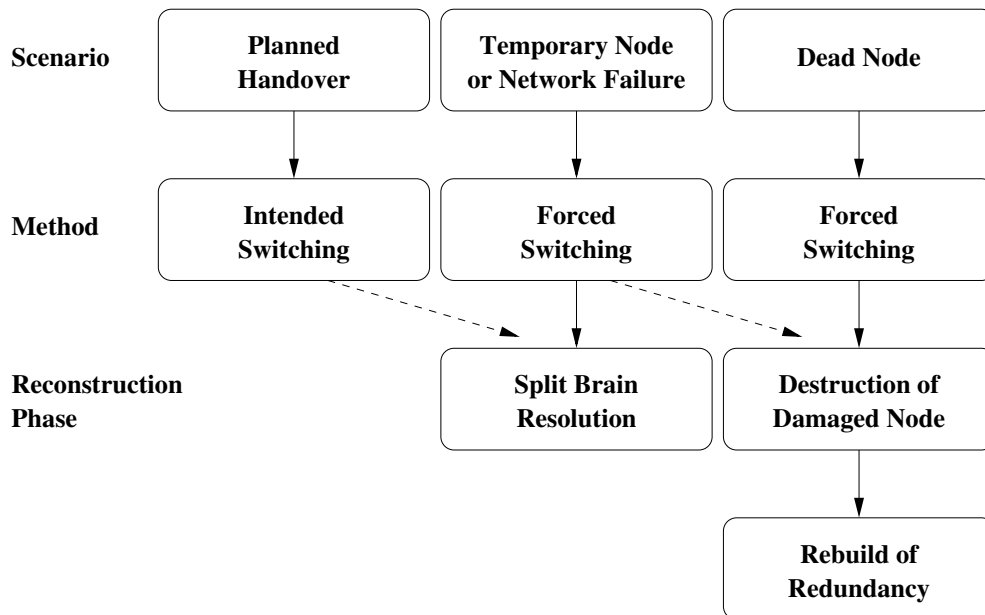 Scenario
Planned
Handover
Temporary Node
or Network Failure
Dead Node
Method
Intended
Switching
Forced
Switching
Forced
Switching
Reconstruction
Phase
Split Brain
Resolution
Destruction of
Damaged Node
Rebuild of
Redundancy